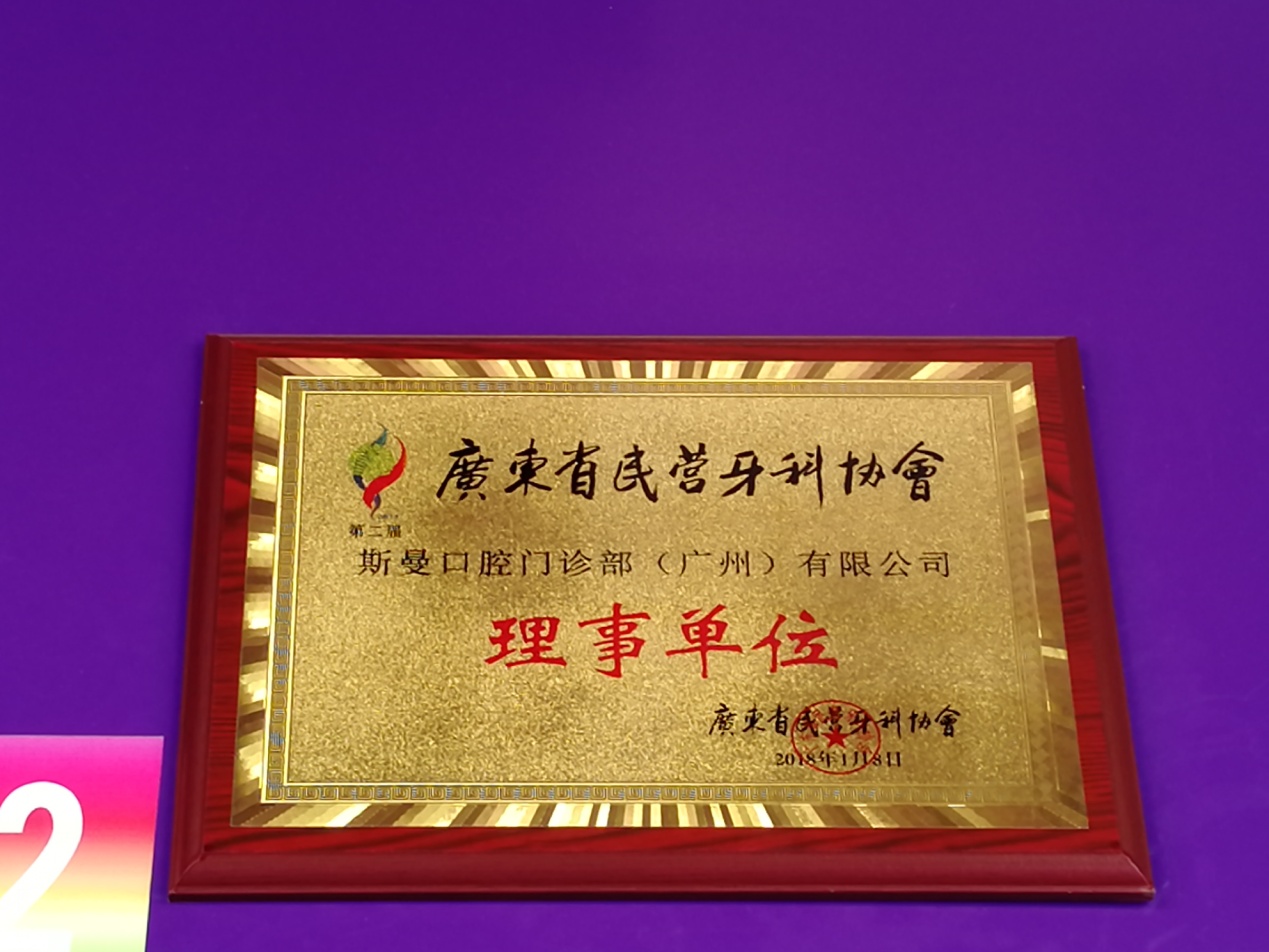 廣東省民营牙科协會
第二届
斯曼口腔门诊部（广州）有限公司
理事单位
廣東省民营牙科协會
2018年1月8日
2